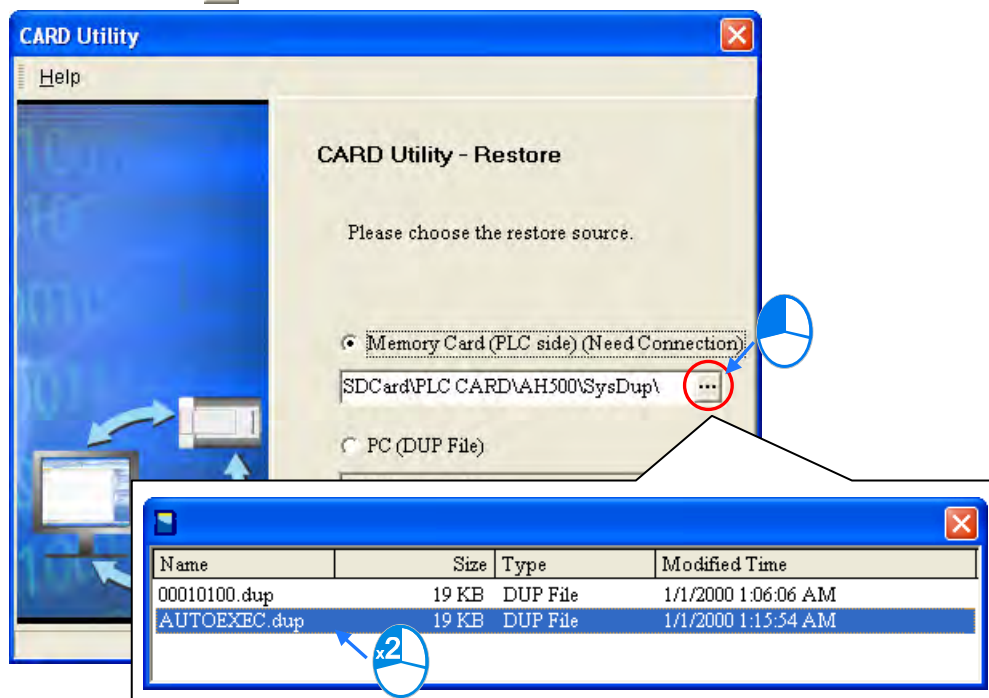 CARD Utility
Help
CARD Utility - Restore
Please choose the restore source.
Memory Card (PLC side) (Need Connection)
SDCard\PLC CARD\AH500\SysDup\ ...
PC (DUP File)
Name Size Type Modified Time
00010100.dup 19 KB DUP File 1/1/2000 1:06:06 AM
AUTOEXEC.dup 19 KB DUP File 1/1/2000 1:15:54 AM
x2